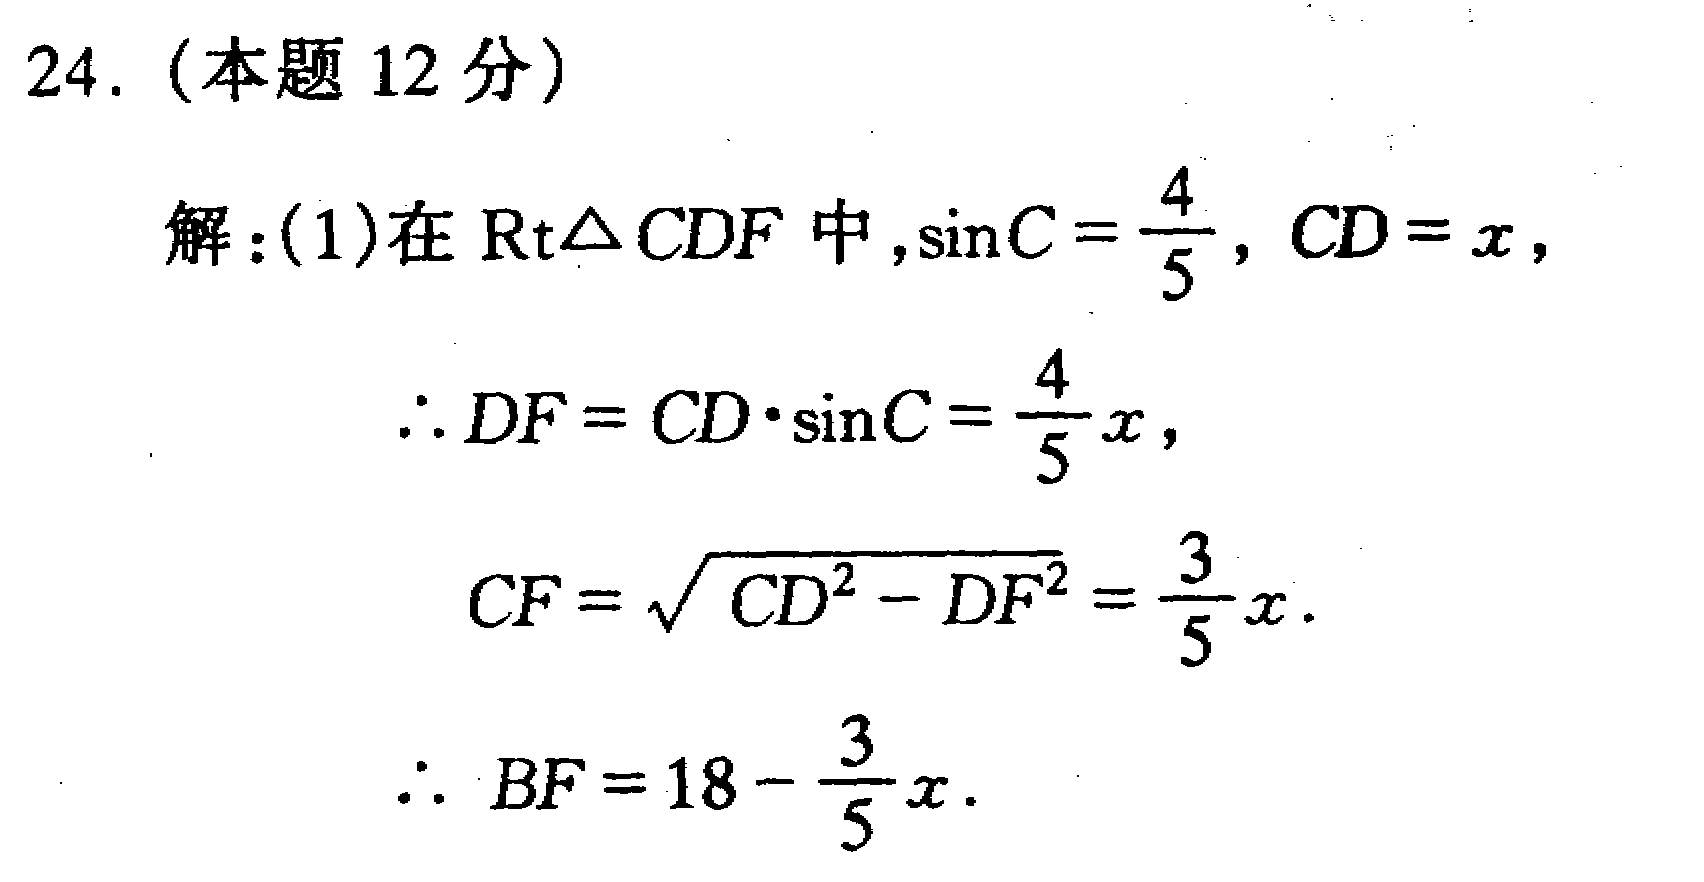 24.(本题 12 分)
解:(1)在 Rt△CDF 中,sinC = 4/5, CD = x,
∴ DF = CD·sinC = 4/5 x,
CF = √(CD² − DF²) = 3/5 x.
∴ BF = 18 − 3/5 x.